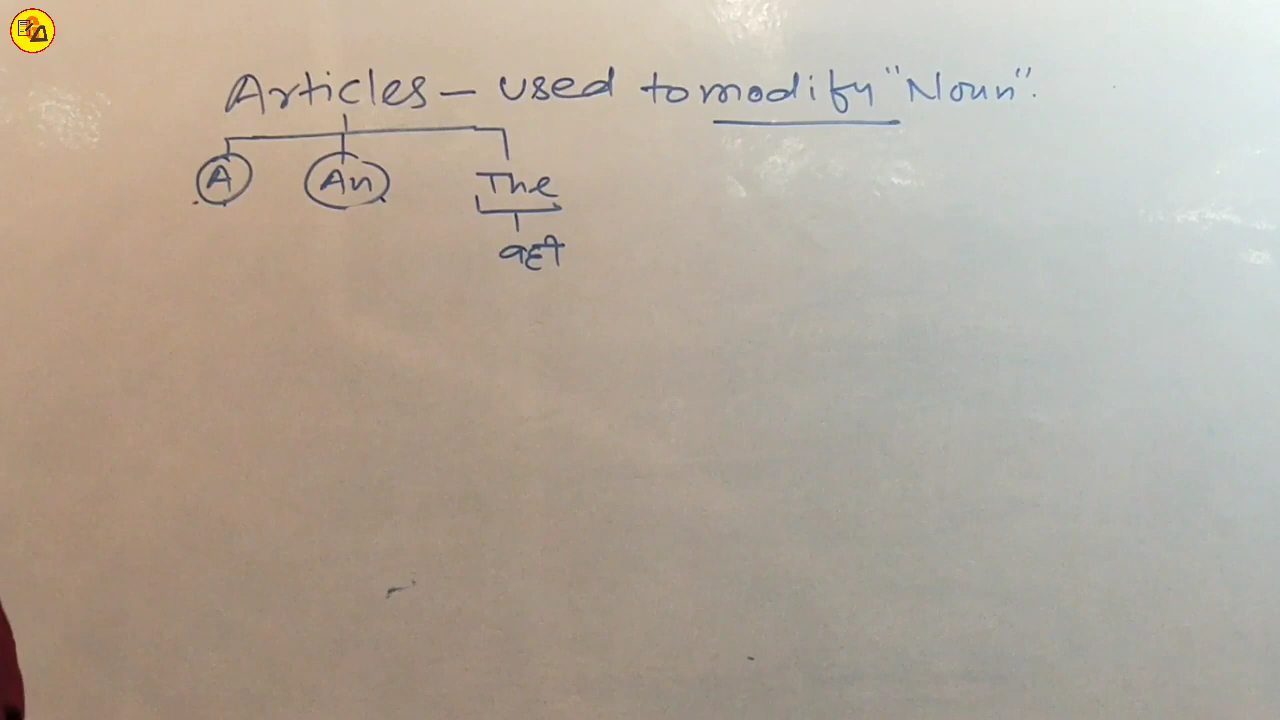 Articles – used to modify "Noun".
A An The
वही